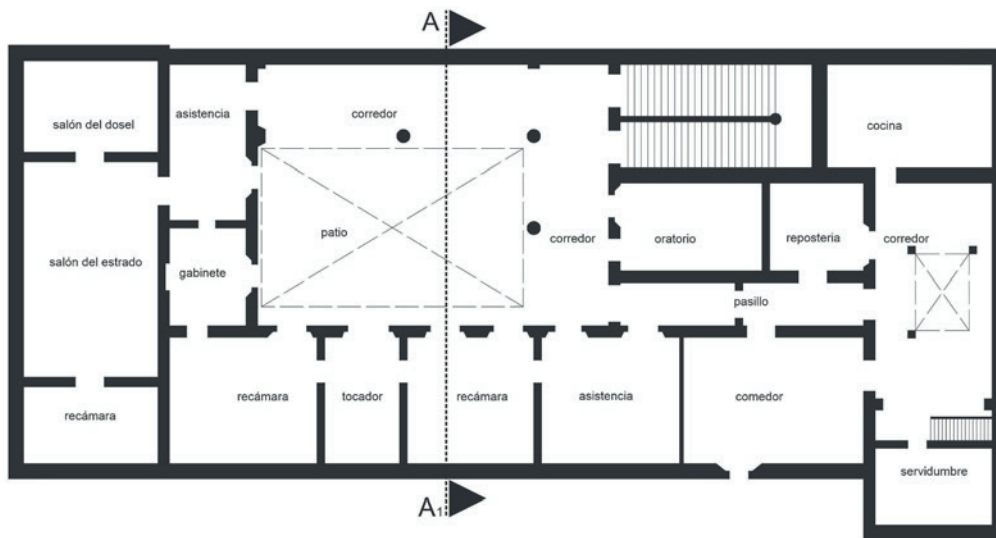 A
asistencia
corredor
cocina
salón del dosel
patio
corredor
oratorio
reposteria
corredor
salón del estrado
gabinete
pasillo
recámara
recámara
tocador
recámara
asistencia
comedor
servidumbre
A1